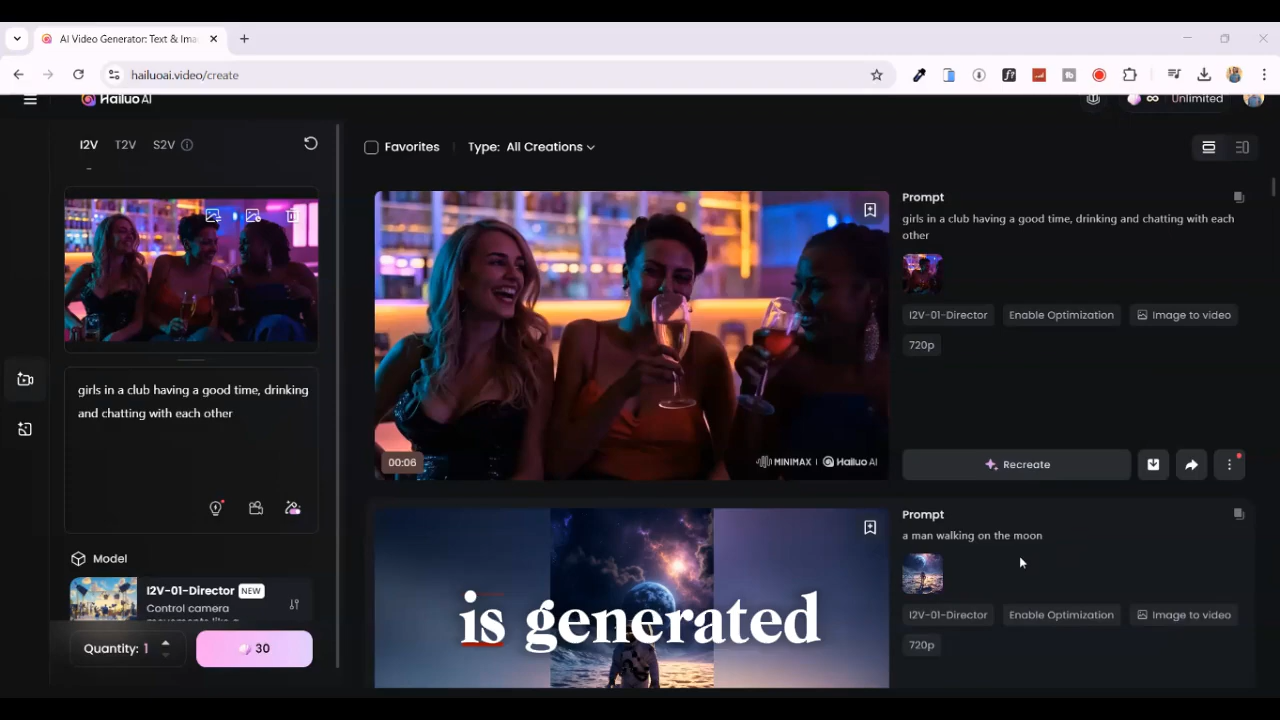 AI Video Generator: Text & Ima
hailuoai.video/create
Hailuo AI
Unlimited
I2V T2V S2V
Favorites Type: All Creations
Prompt
girls in a club having a good time, drinking and chatting with each
other
I2V-01-Director Enable Optimization Image to video
720p
girls in a club having a good time, drinking
and chatting with each other
00:06
MINIMAX | Hailuo AI
Recreate
Prompt
a man walking on the moon
Model
I2V-01-Director NEW
Control camera
I2V-01-Director Enable Optimization Image to video
720p
Quantity: 1
30
is generated